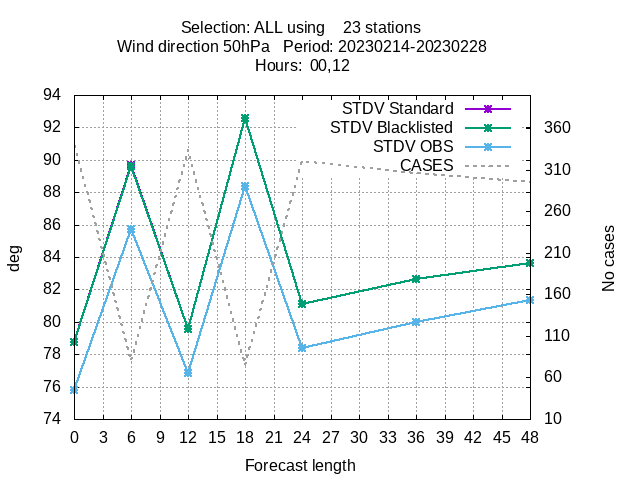 Selection: ALL using    23 stations
Wind direction 50hPa   Period: 20230214-20230228
Hours:  00,12
STDV Standard
STDV Blacklisted
STDV OBS
CASES
94
92
90
88
86
84
82
80
78
76
74
360
310
260
210
160
110
60
10
deg
No cases
0 3 6 9 12 15 18 21 24 27 30 33 36 39 42 45 48
Forecast length